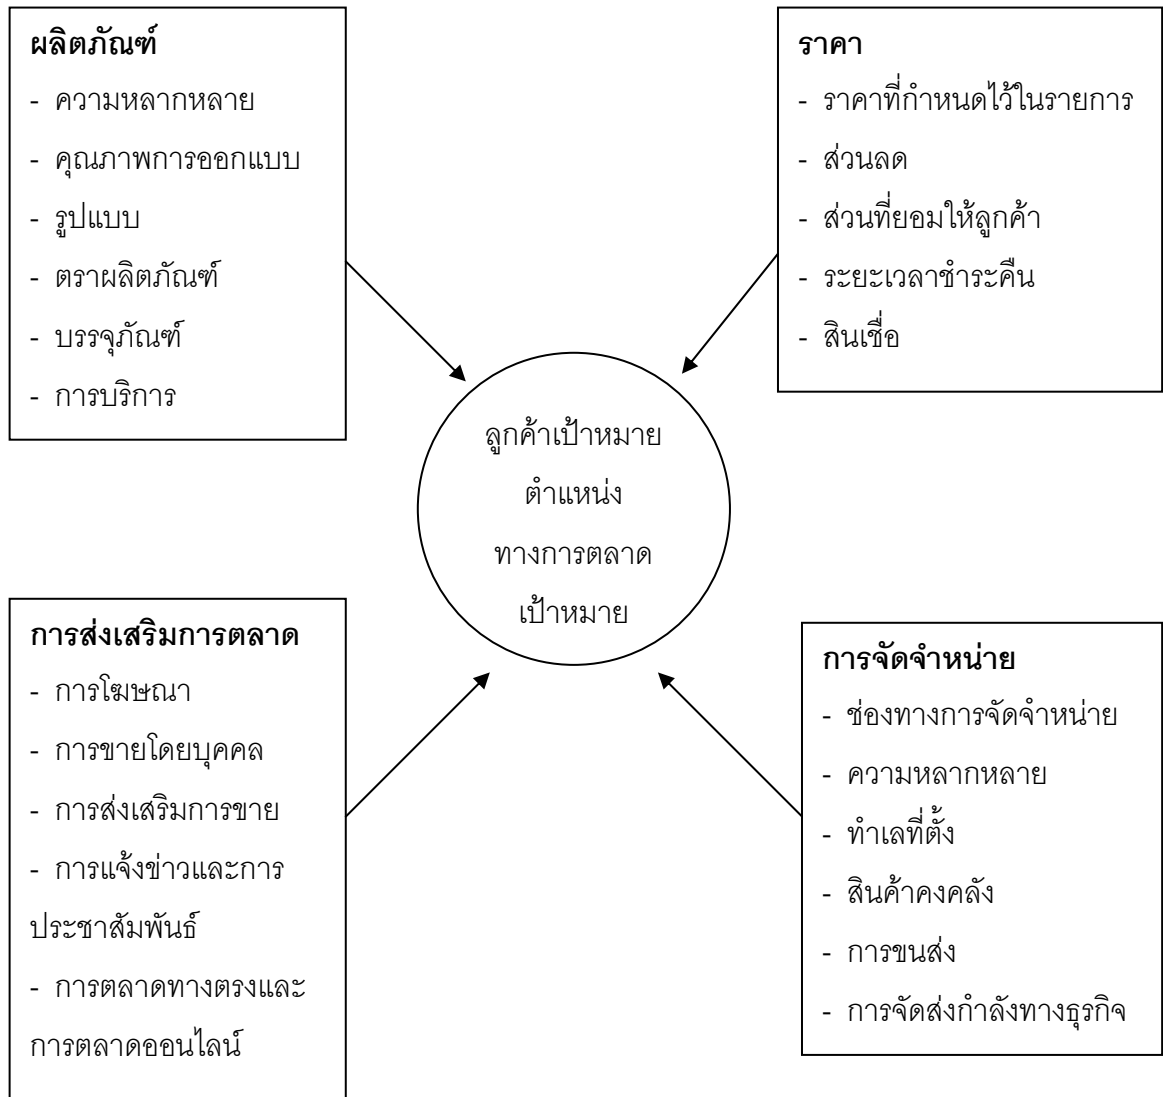 ผลิตภัณฑ์
- ความหลากหลาย
- คุณภาพการออกแบบ
- รูปแบบ
- ตราผลิตภัณฑ์
- บรรจุภัณฑ์
- การบริการ
ราคา
- ราคาที่กำหนดไว้ในรายการ
- ส่วนลด
- ส่วนที่ยอมให้ลูกค้า
- ระยะเวลาชำระคืน
- สินเชื่อ
ลูกค้าเป้าหมาย
ตำแหน่ง
ทางการตลาด
เป้าหมาย
การส่งเสริมการตลาด
- การโฆษณา
- การขายโดยบุคคล
- การส่งเสริมการขาย
- การแจ้งข่าวและการ
ประชาสัมพันธ์
- การตลาดทางตรงและ
การตลาดออนไลน์
การจัดจำหน่าย
- ช่องทางการจัดจำหน่าย
- ความหลากหลาย
- ทำเลที่ตั้ง
- สินค้าคงคลัง
- การขนส่ง
- การจัดส่งกำลังทางธุรกิจ